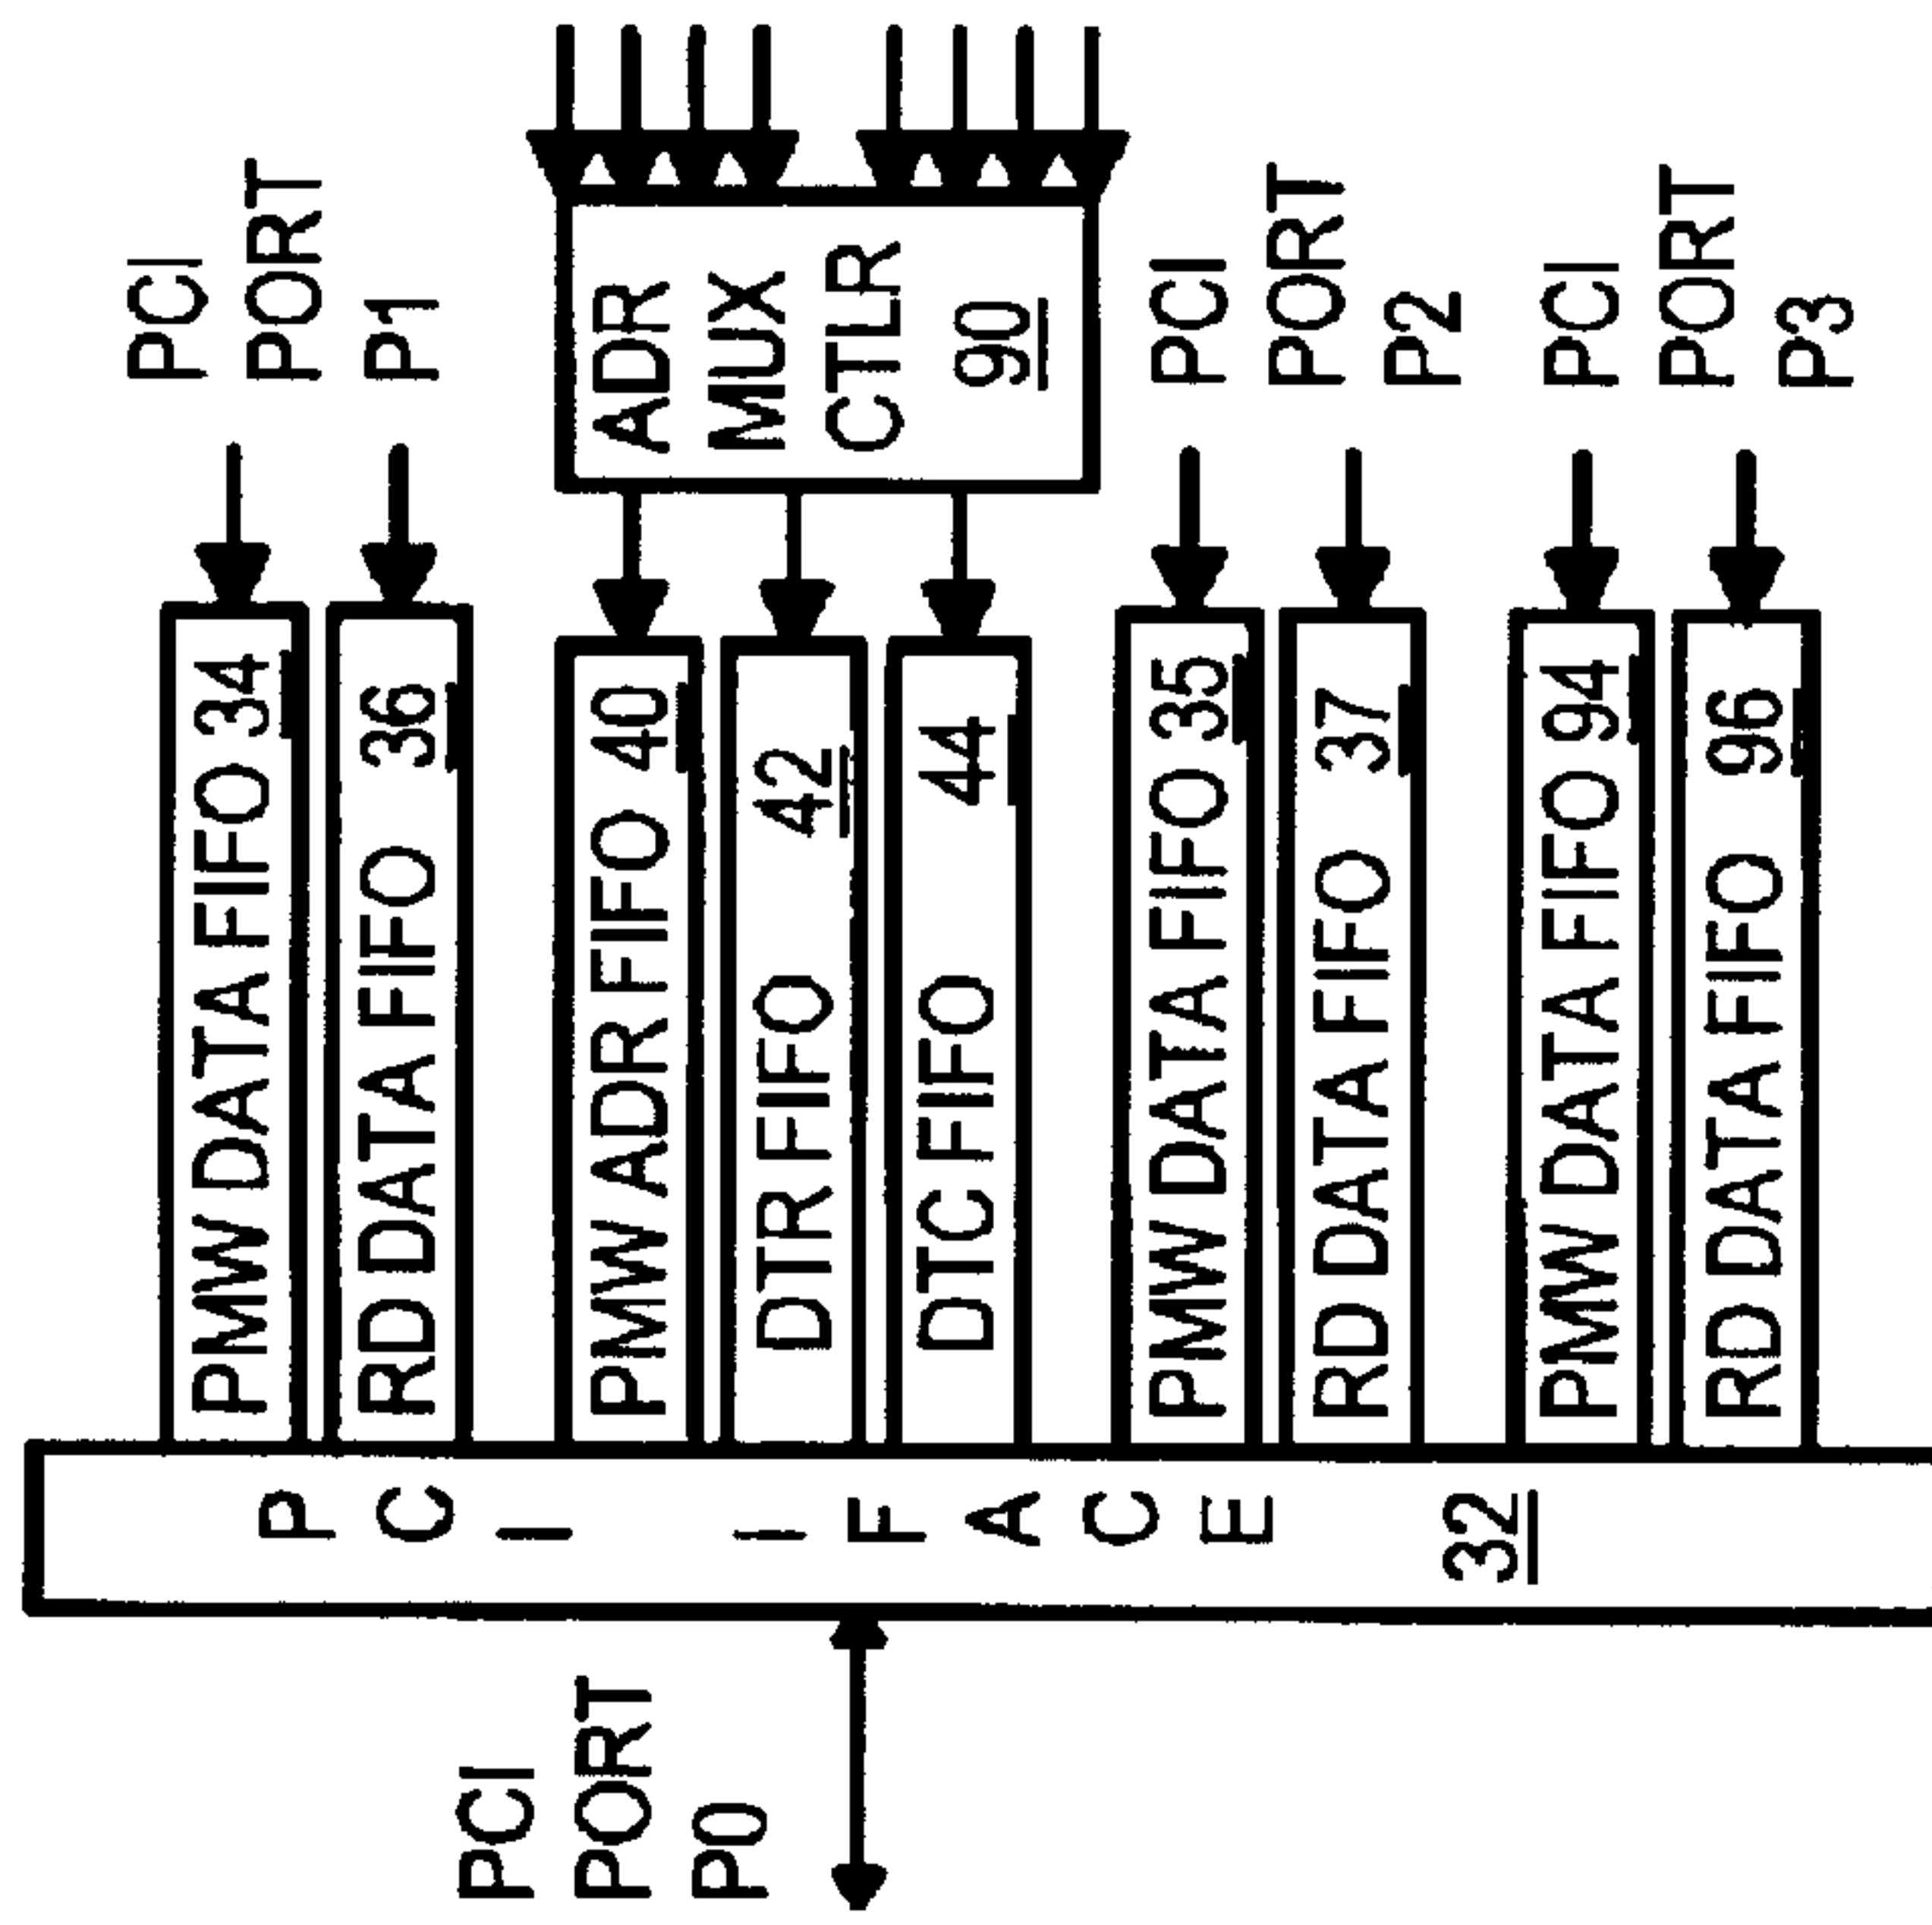 PCI
PORT
P0
PCI
IFACE
32
PMW DATA FIFO 34
RD DATA FIFO 36
PCI
PORT
P1
PMW ADR FIFO 40
DTR FIFO 42
DTC FIFO 44
ADR
MUX
CTLR
90
PMW DATA FIFO 35
RD DATA FIFO 37
PCI
PORT
P2
PMW DATA FIFO 94
RD DATA FIFO 96
PCI
PORT
P3